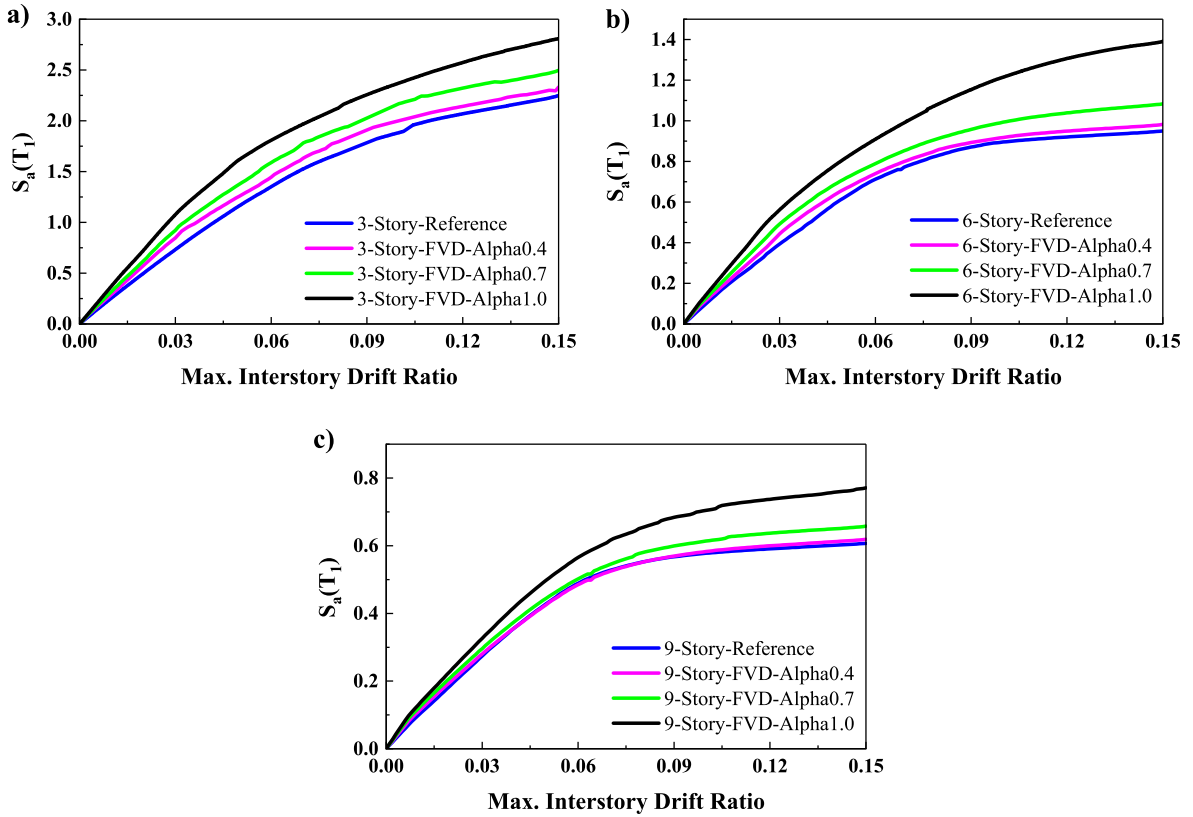 a)
3.0
2.5
2.0
1.5
1.0
0.5
0.0
Sa(T1)
3-Story-Reference
3-Story-FVD-Alpha0.4
3-Story-FVD-Alpha0.7
3-Story-FVD-Alpha1.0
0.00 0.03 0.06 0.09 0.12 0.15
Max. Interstory Drift Ratio
b)
1.4
1.2
1.0
0.8
0.6
0.4
0.2
0.0
Sa(T1)
6-Story-Reference
6-Story-FVD-Alpha0.4
6-Story-FVD-Alpha0.7
6-Story-FVD-Alpha1.0
0.00 0.03 0.06 0.09 0.12 0.15
Max. Interstory Drift Ratio
c)
0.8
0.6
0.4
0.2
0.0
Sa(T1)
9-Story-Reference
9-Story-FVD-Alpha0.4
9-Story-FVD-Alpha0.7
9-Story-FVD-Alpha1.0
0.00 0.03 0.06 0.09 0.12 0.15
Max. Interstory Drift Ratio